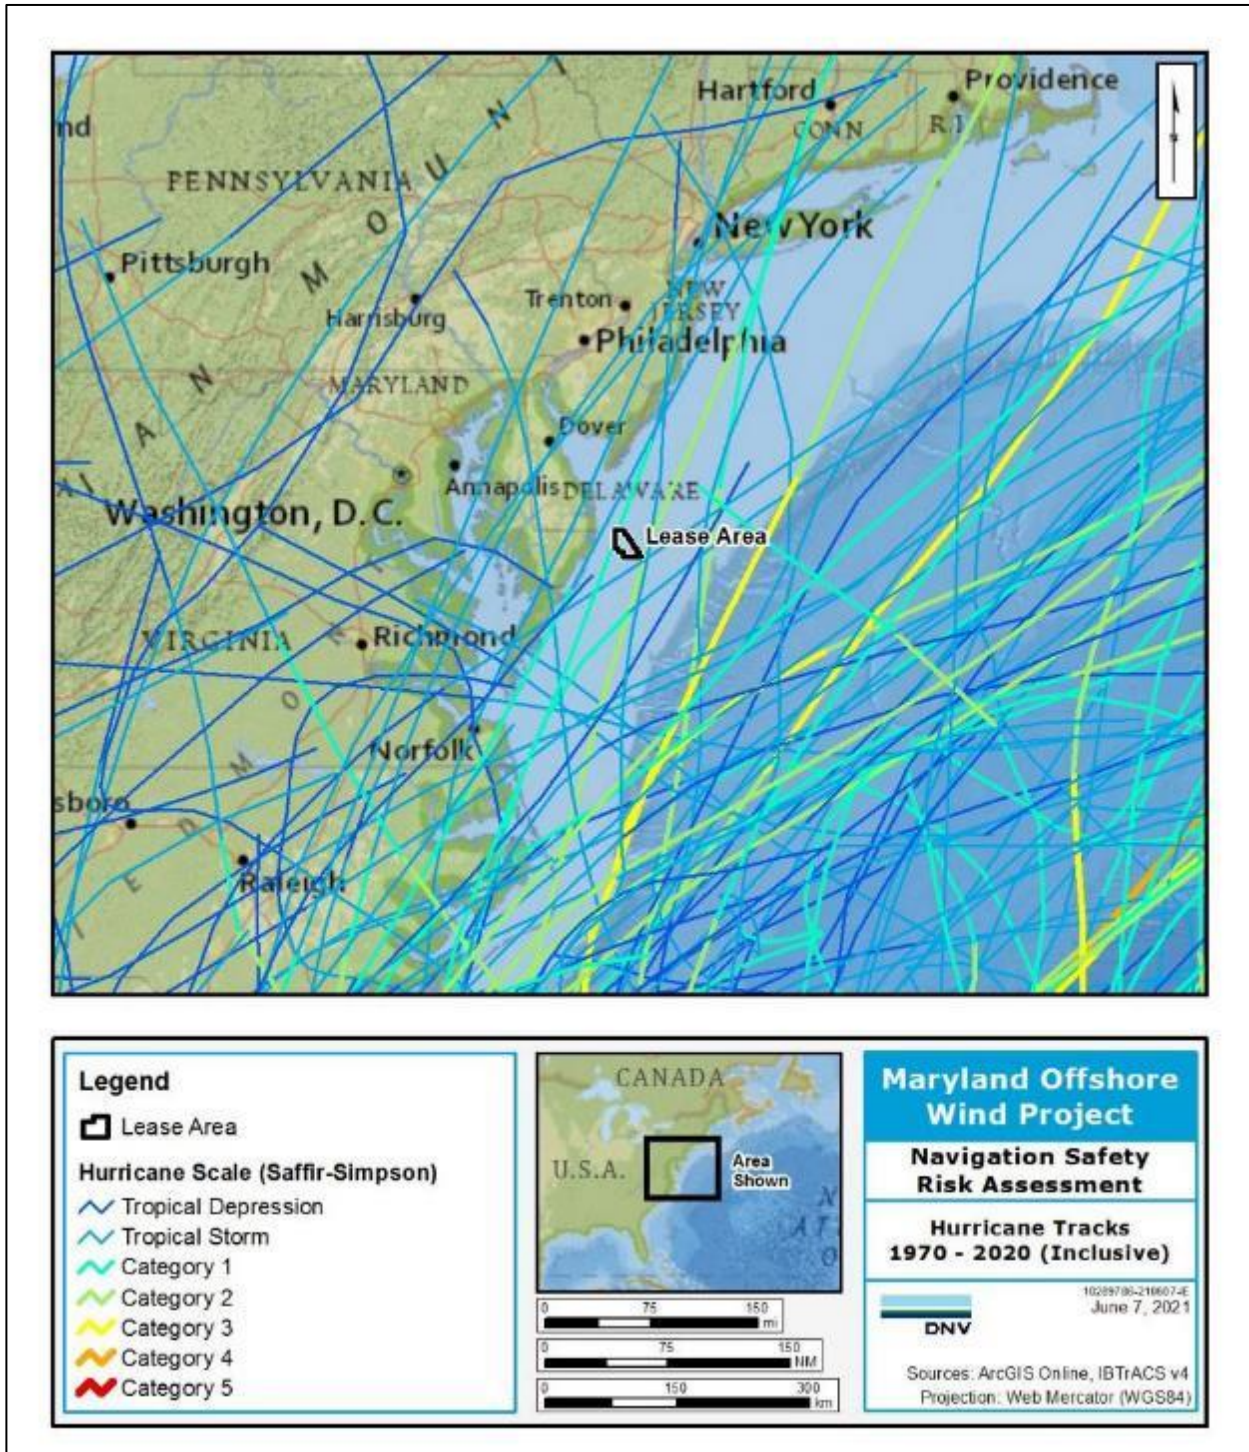 Hartford
Providence
CONN
R.I.
nd
PENNSYLVANIA
M O U N T
New York
Pittsburgh
Harrisburg
Trenton
NEW
JERSEY
Philadelphia
MARYLAND
Dover
Annapolis
DELAWARE
Washington, D.C.
Lease Area
VIRGINIA
Richmond
Norfolk
sboro
Raleigh
Legend
Lease Area
Hurricane Scale (Saffir-Simpson)
Tropical Depression
Tropical Storm
Category 1
Category 2
Category 3
Category 4
Category 5
CANADA
U.S.A.
Area
Shown
0 75 150
mi
0 75 150
NM
0 150 300
km
Maryland Offshore
Wind Project
Navigation Safety
Risk Assessment
Hurricane Tracks
1970 - 2020 (Inclusive)
June 7, 2021
DNV
Sources: ArcGIS Online, IBTrACS v4
Projection: Web Mercator (WGS84)